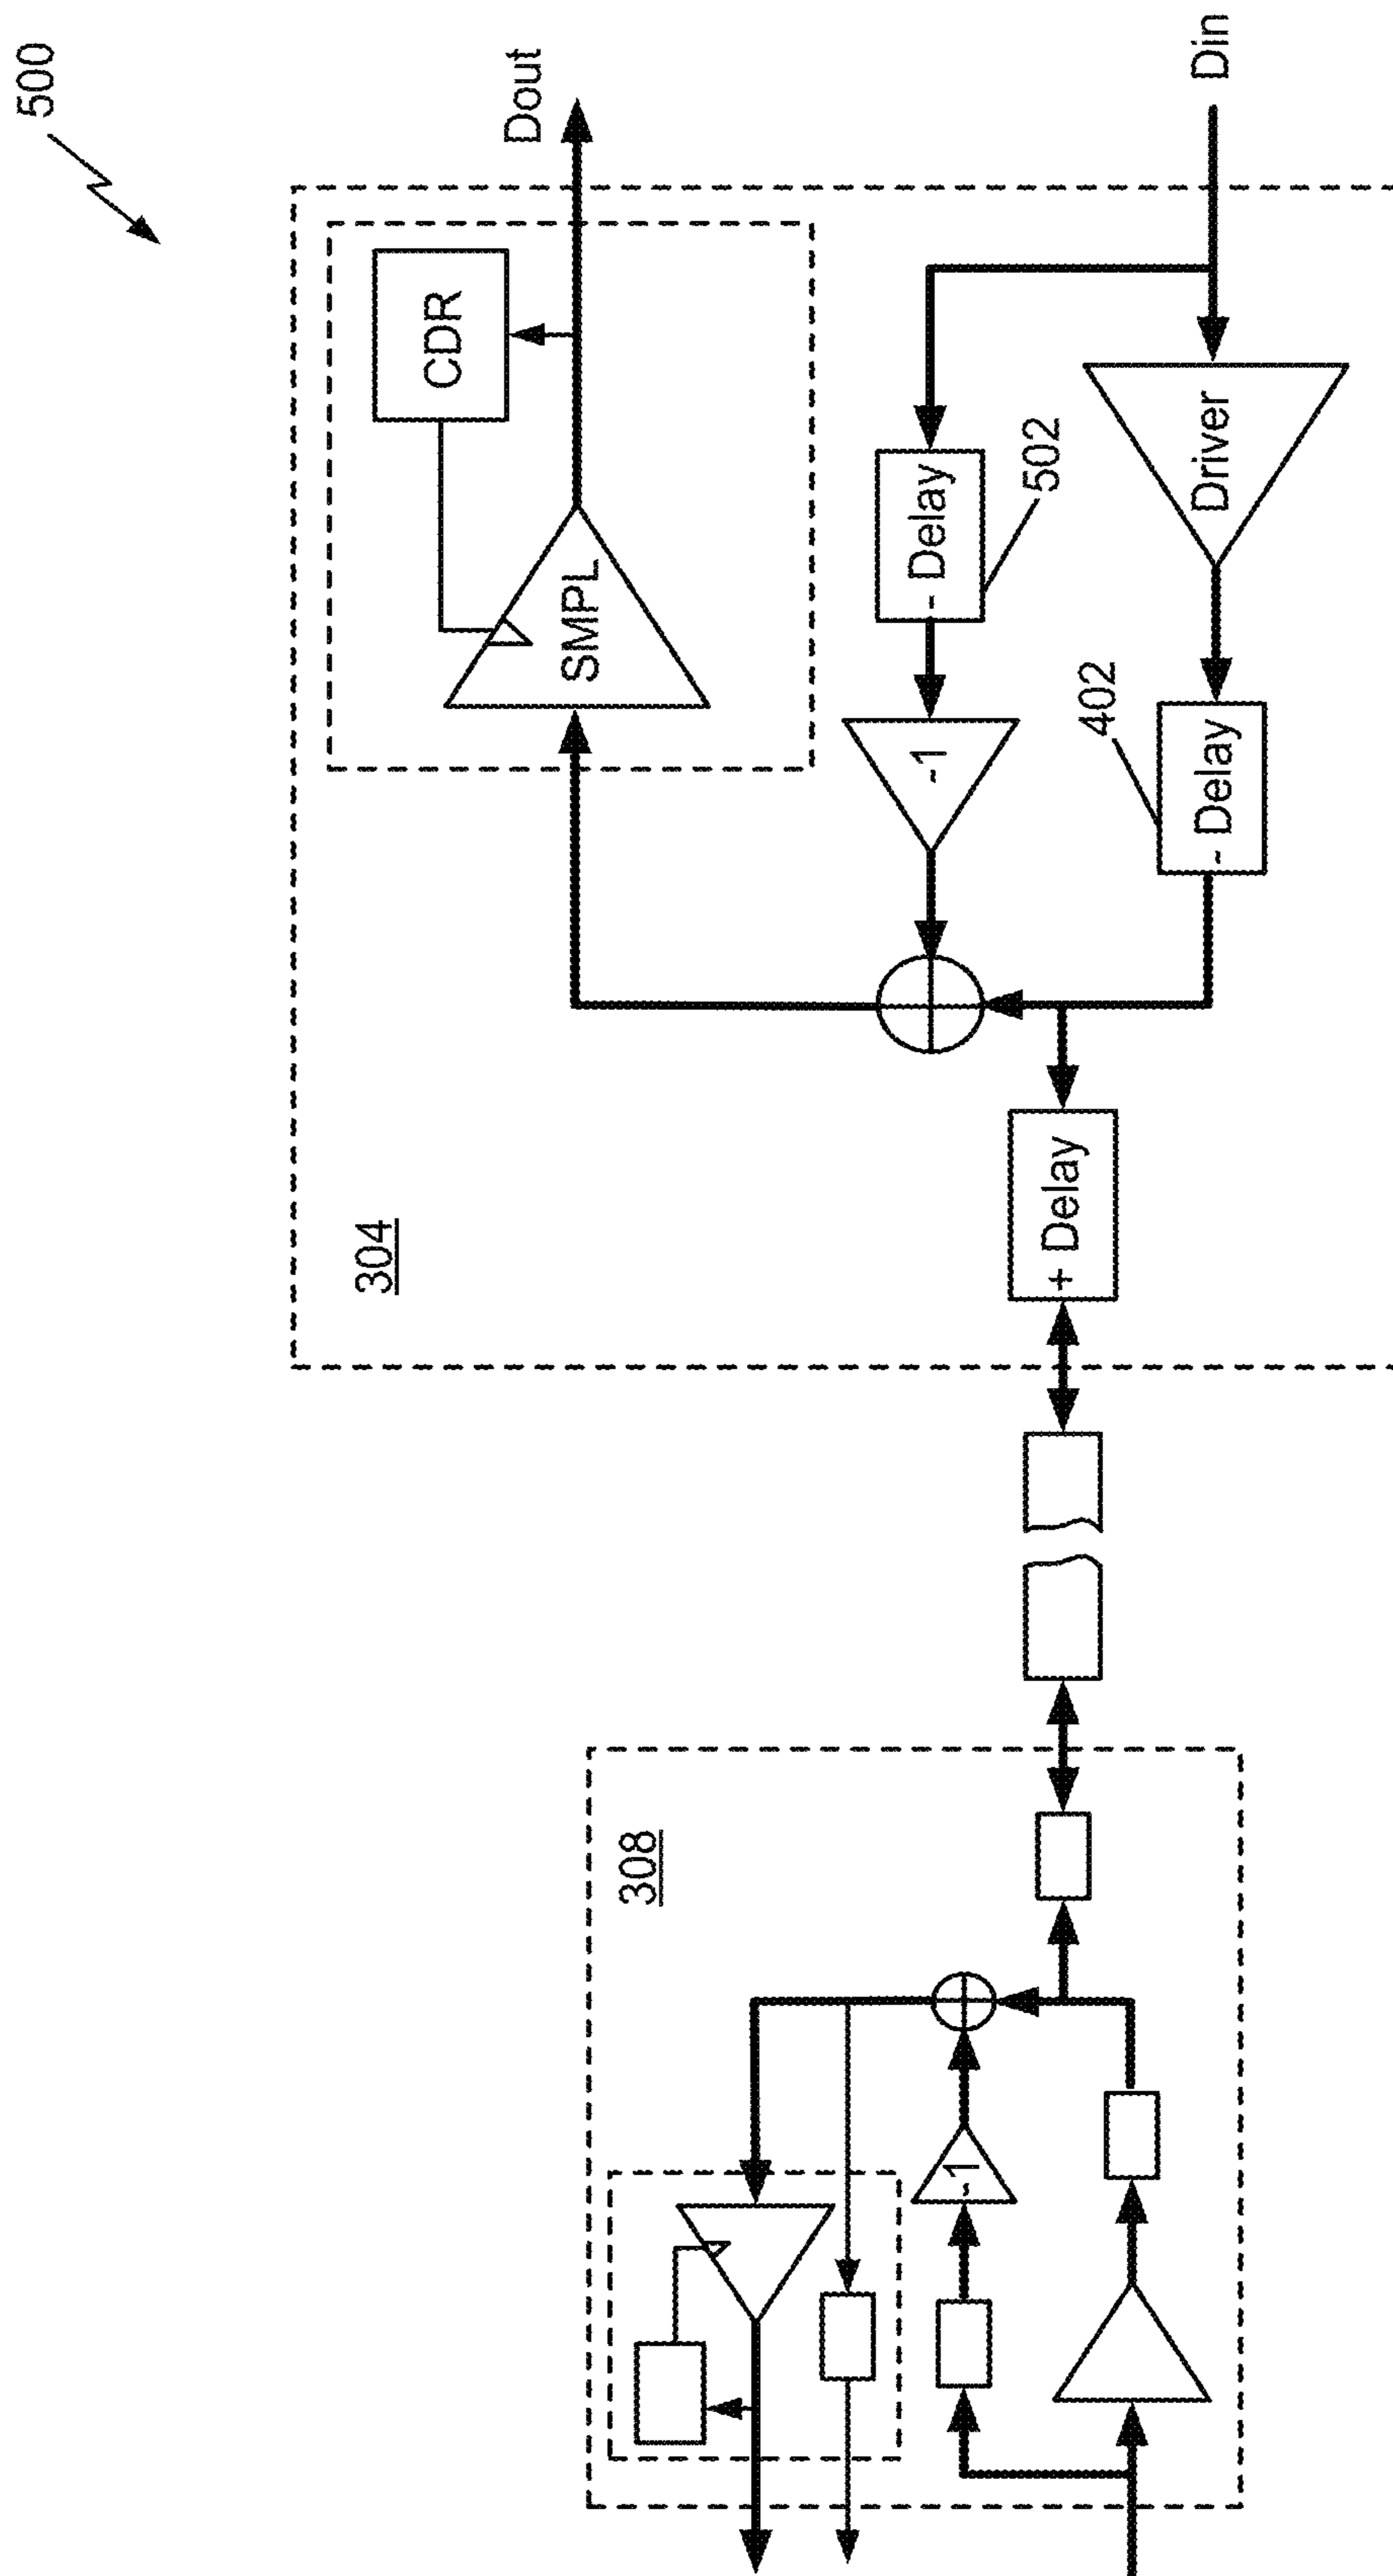 500
Dout
Din
CDR
SMPL
- Delay
502
Driver
-1
402
- Delay
304
+ Delay
308
-1